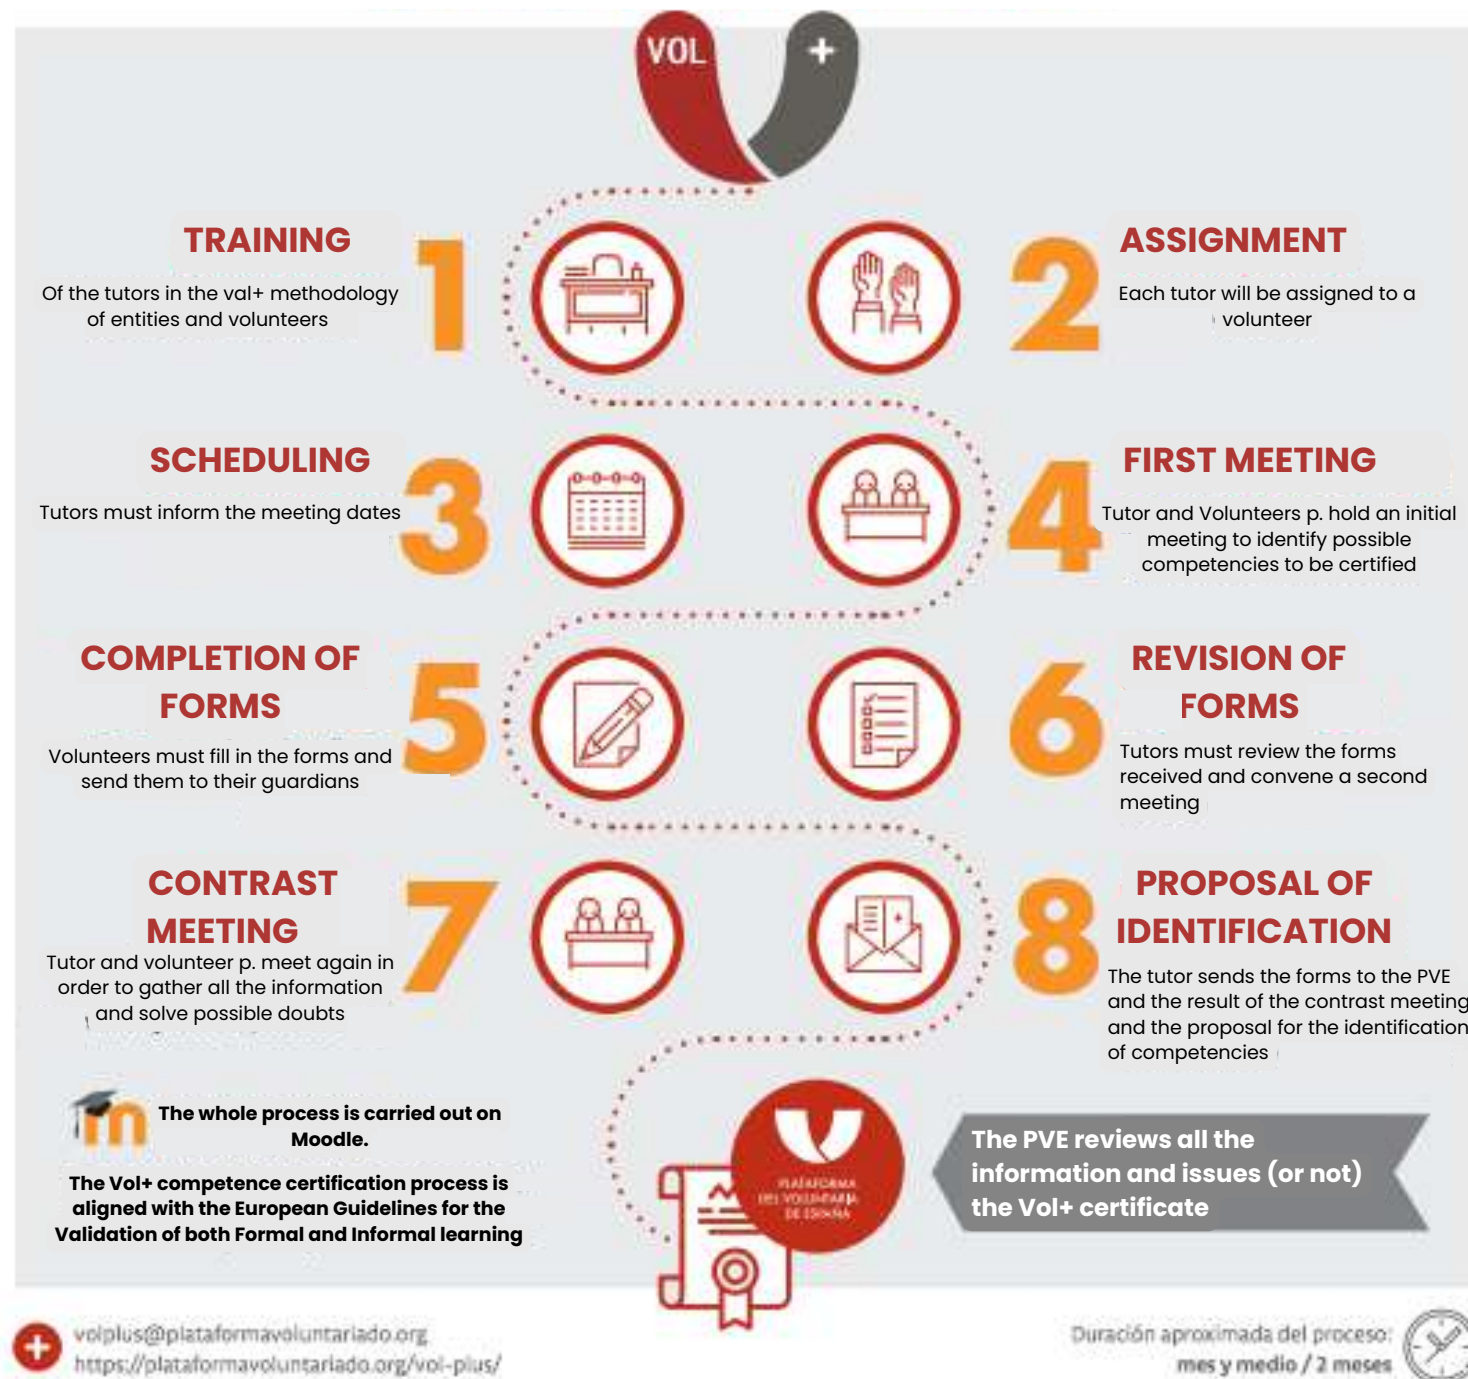 VOL +
TRAINING
Of the tutors in the val+ methodology
of entities and volunteers
1
2
ASSIGNMENT
Each tutor will be assigned to a
volunteer
SCHEDULING
Tutors must inform the meeting dates
3
4
FIRST MEETING
Tutor and Volunteers p. hold an initial
meeting to identify possible
competencies to be certified
COMPLETION OF
FORMS
Volunteers must fill in the forms and
send them to their guardians
5
6
REVISION OF
FORMS
Tutors must review the forms
received and convene a second
meeting
CONTRAST
MEETING
Tutor and volunteer p. meet again in
order to gather all the information
and solve possible doubts
7
8
PROPOSAL OF
IDENTIFICATION
The tutor sends the forms to the PVE
and the result of the contrast meeting
and the proposal for the identification
of competencies
The whole process is carried out on
Moodle.
The Vol+ competence certification process is
aligned with the European Guidelines for the
Validation of both Formal and Informal learning
PLATAFORMA
DEL VOLUNTARIADO
DE ESPAÑA
The PVE reviews all the
information and issues (or not)
the Vol+ certificate
volplus@plataformavoluntariado.org
https://plataformavoluntariado.org/vol-plus/
Duración aproximada del proceso:
mes y medio / 2 meses